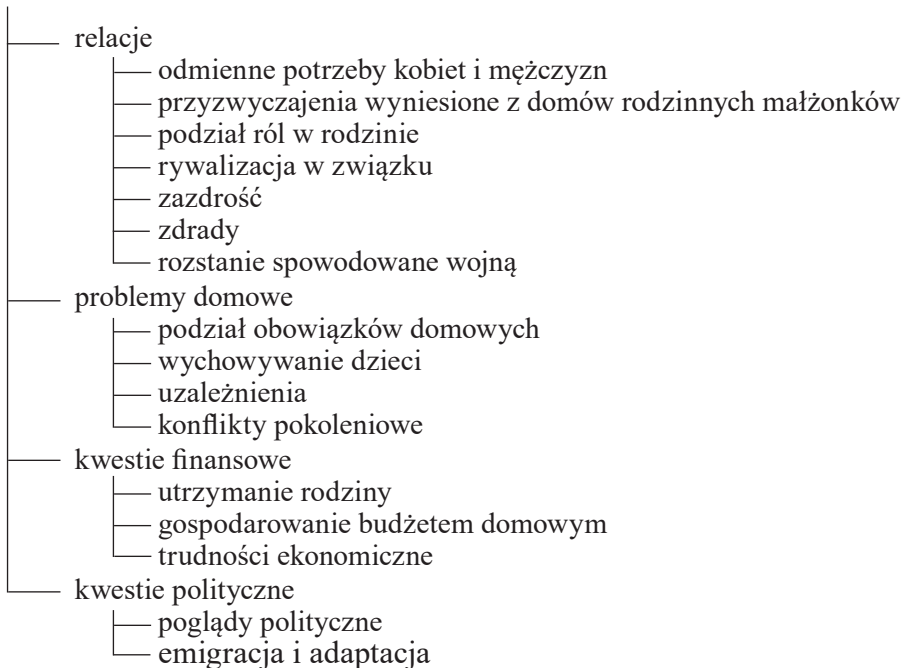 relacje
odmienne potrzeby kobiet i mężczyzn
przyzwyczajenia wyniesione z domów rodzinnych małżonków
podział ról w rodzinie
rywalizacja w związku
zazdrość
zdrady
rozstanie spowodowane wojną
problemy domowe
podział obowiązków domowych
wychowywanie dzieci
uzależnienia
konflikty pokoleniowe
kwestie finansowe
utrzymanie rodziny
gospodarowanie budżetem domowym
trudności ekonomiczne
kwestie polityczne
poglądy polityczne
emigracja i adaptacja